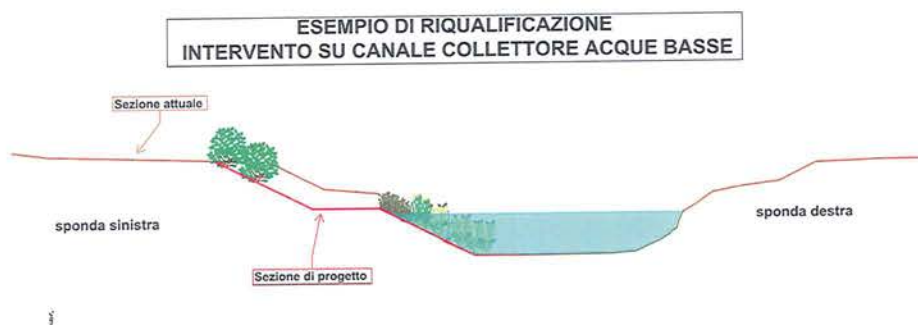 ESEMPIO DI RIQUALIFICAZIONE
INTERVENTO SU CANALE COLLETTORE ACQUE BASSE
Sezione attuale
sponda sinistra
sponda destra
Sezione di progetto